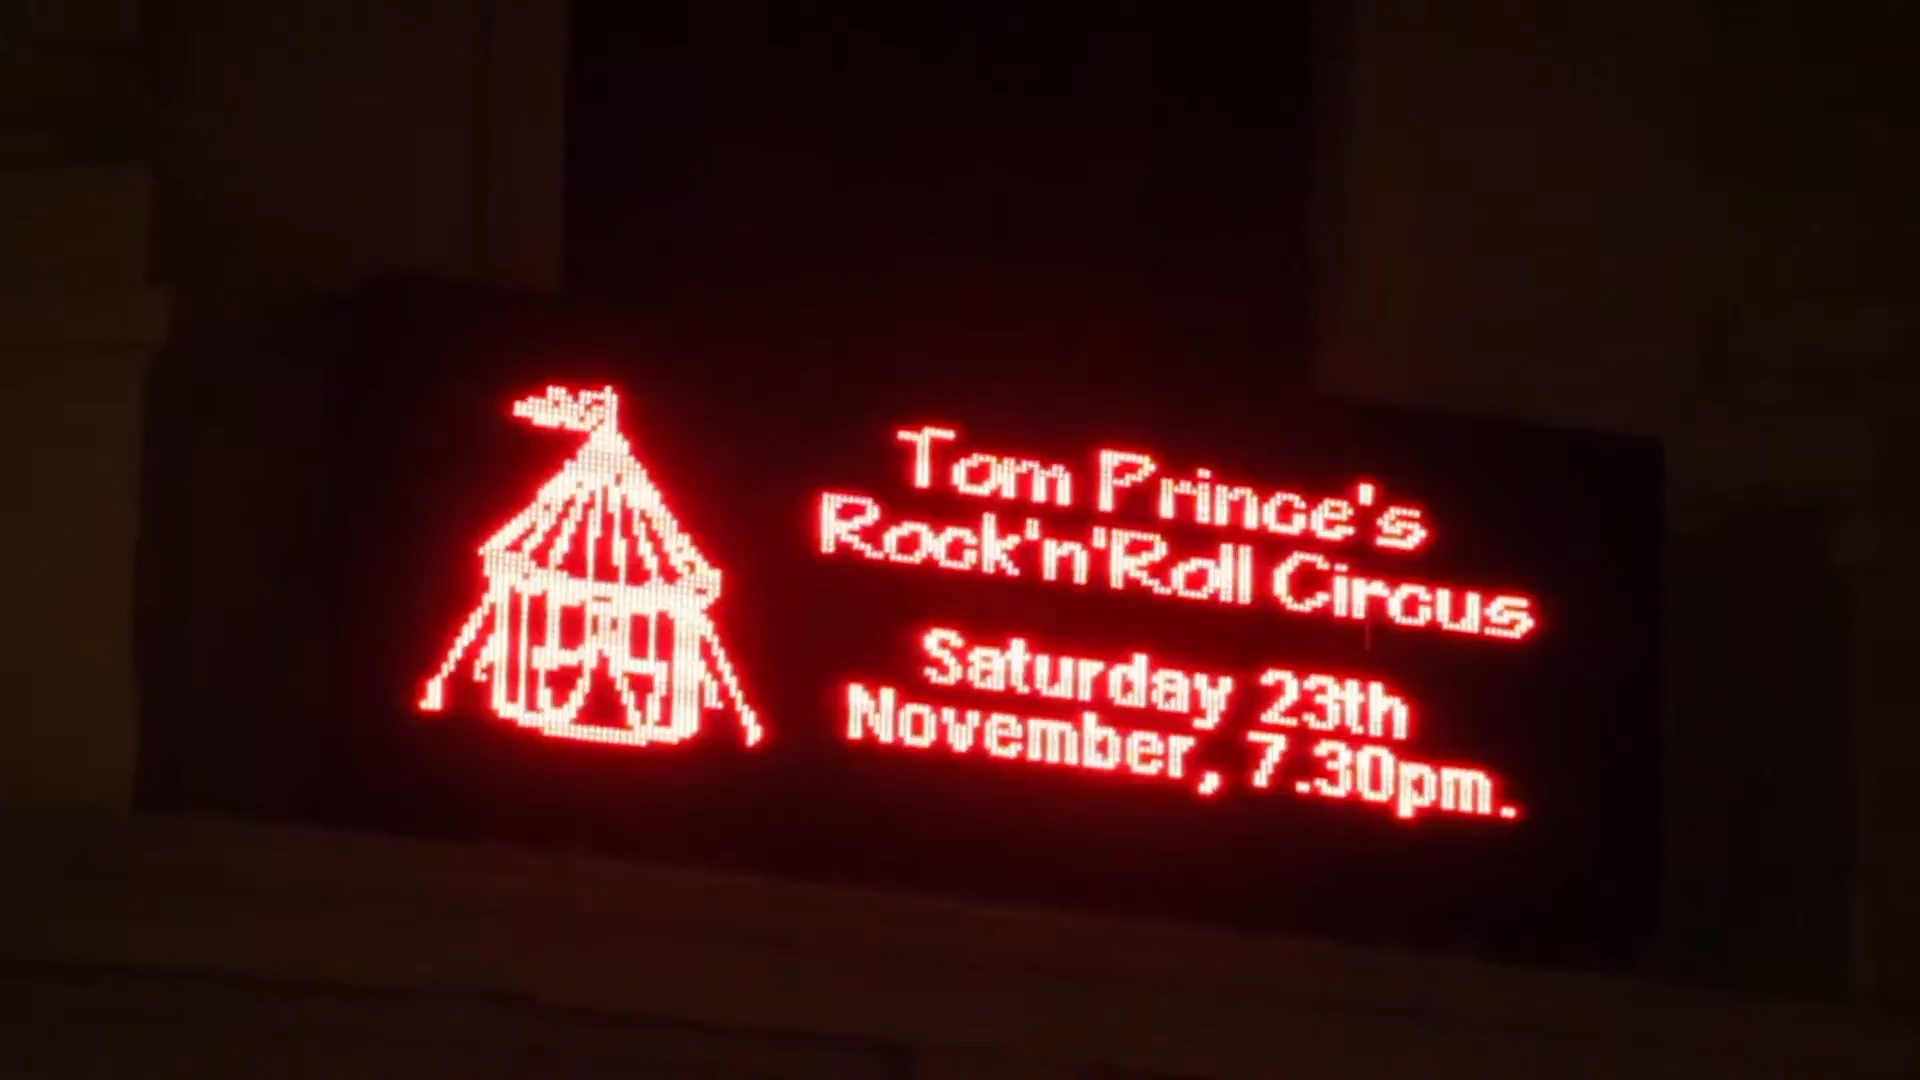 Tom Prince's
Rock'n'Roll Circus
Saturday 23th
November, 7.30pm.